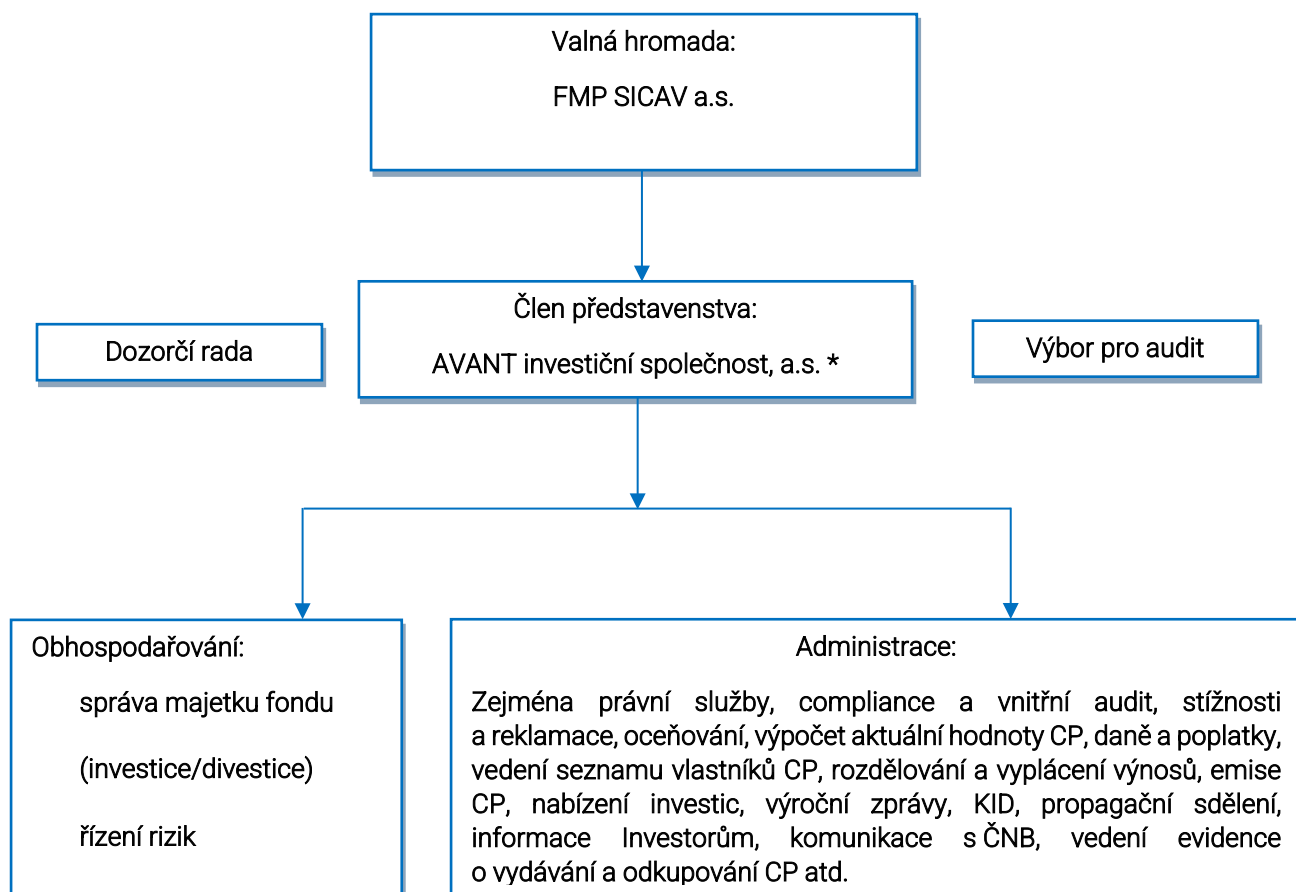 Valná hromada:
FMP SICAV a.s.
Člen představenstva:
AVANT investiční společnost, a.s. *
Dozorčí rada
Výbor pro audit
Obhospodařování:
správa majetku fondu
(investice/divestice)
řízení rizik
Administrace:
Zejména právní služby, compliance a vnitřní audit, stížnosti
a reklamace, oceňování, výpočet aktuální hodnoty CP, daně a poplatky,
vedení seznamu vlastníků CP, rozdělování a vyplácení výnosů, emise
CP, nabízení investic, výroční zprávy, KID, propagační sdělení,
informace Investorům, komunikace s ČNB, vedení evidence
o vydávání a odkupování CP atd.